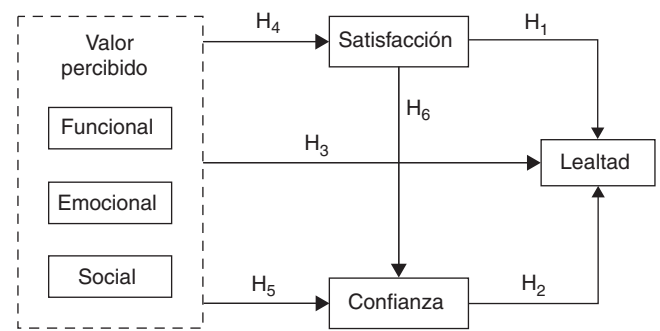 Valor
percibido
Funcional
Emocional
Social
H4
Satisfacción
H1
H6
H3
Lealtad
H5
Confianza
H2